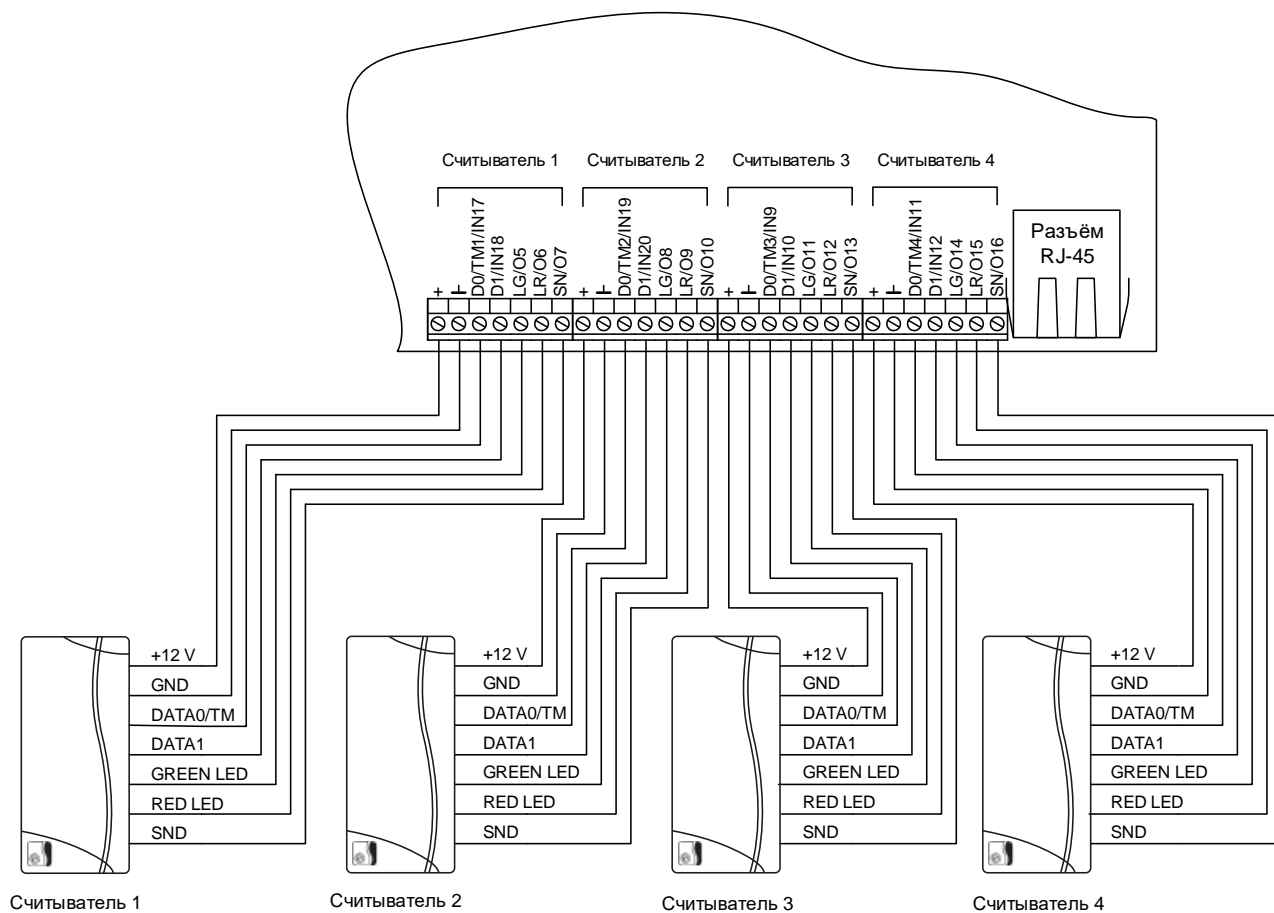 Считыватель 1
Считыватель 2
Считыватель 3
Считыватель 4
+
D0/TM1/IN17
D1/IN18
LG/O5
LR/O6
SN/O7
+
D0/TM2/IN19
D1/IN20
LG/O8
LR/O9
SN/O10
+
D0/TM3/IN9
D1/IN10
LG/O11
LR/O12
SN/O13
+
D0/TM4/IN11
D1/IN12
LG/O14
LR/O15
SN/O16
Разъём
RJ-45
+12 V
GND
DATA0/TM
DATA1
GREEN LED
RED LED
SND
Считыватель 1
+12 V
GND
DATA0/TM
DATA1
GREEN LED
RED LED
SND
Считыватель 2
+12 V
GND
DATA0/TM
DATA1
GREEN LED
RED LED
SND
Считыватель 3
+12 V
GND
DATA0/TM
DATA1
GREEN LED
RED LED
SND
Считыватель 4